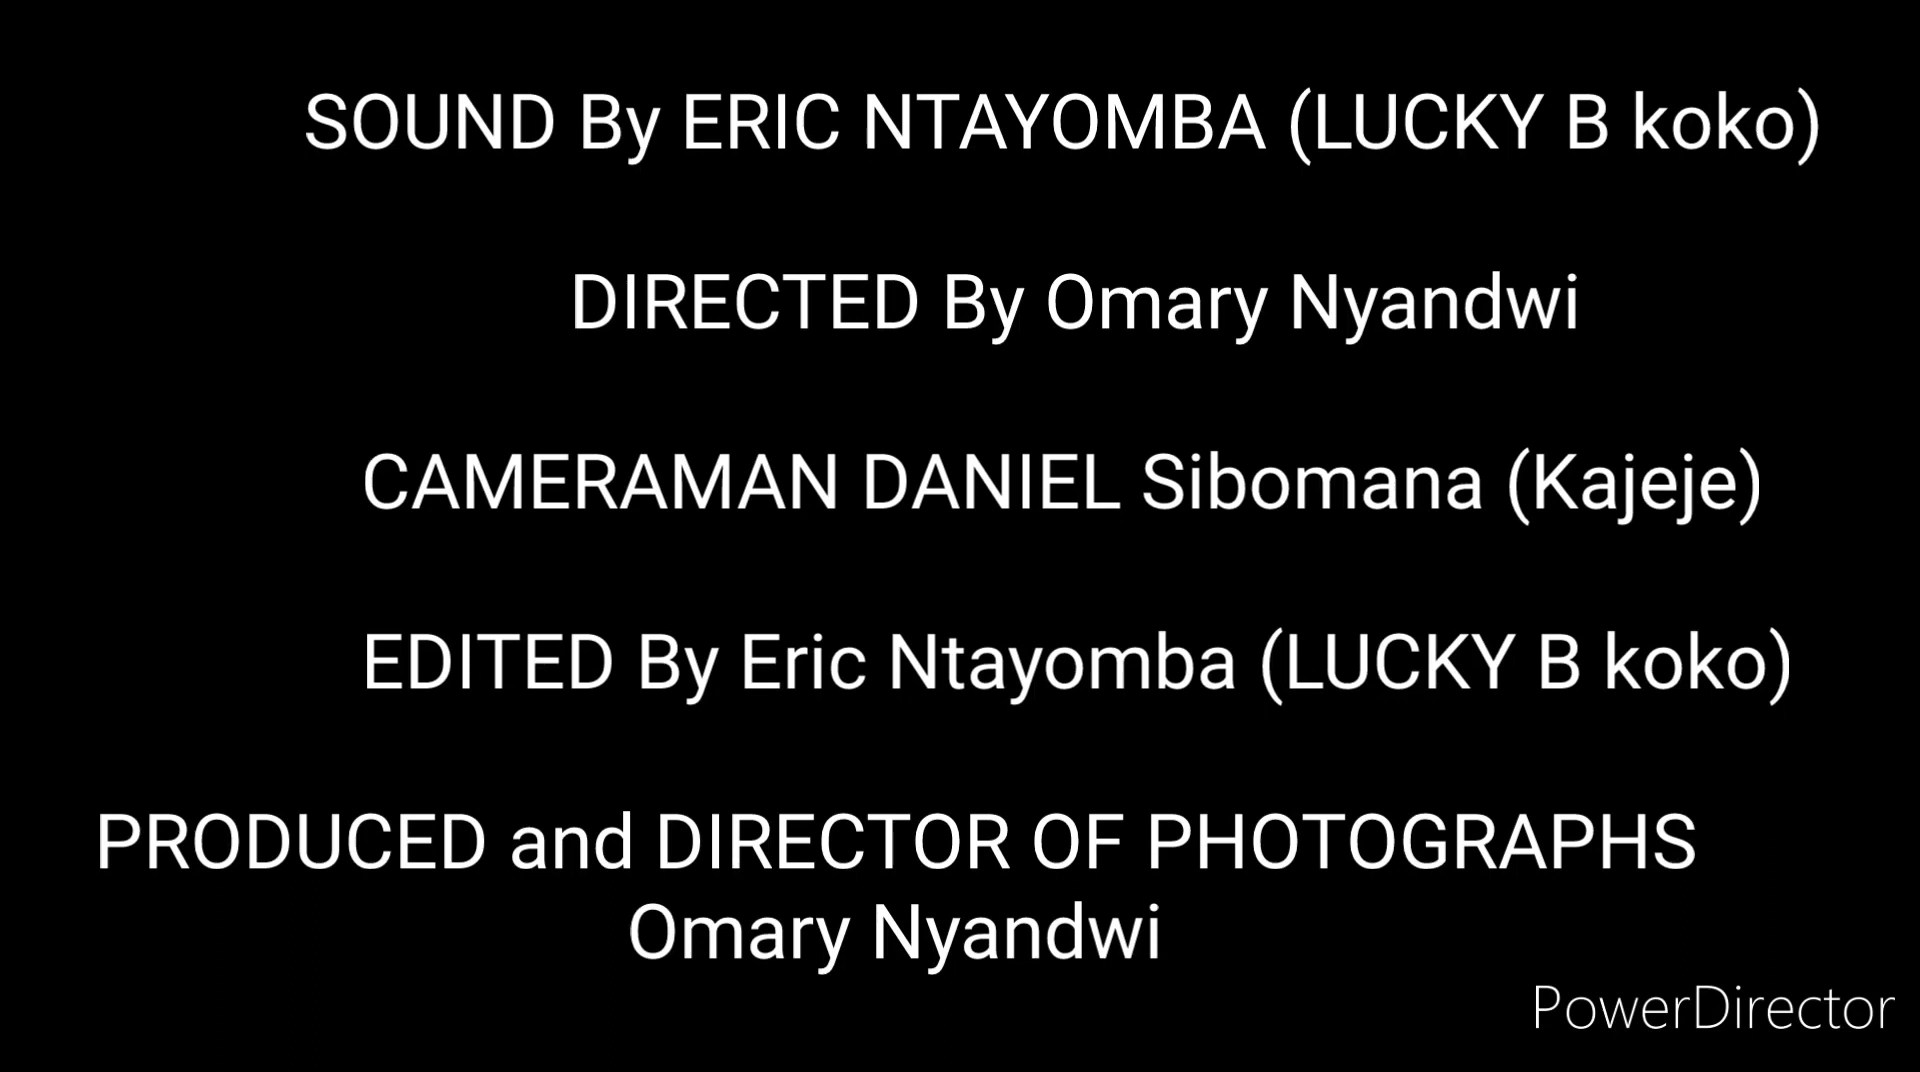 SOUND By ERIC NTAYOMBA (LUCKY B koko)
DIRECTED By Omary Nyandwi
CAMERAMAN DANIEL Sibomana (Kajeje)
EDITED By Eric Ntayomba (LUCKY B koko)
PRODUCED and DIRECTOR OF PHOTOGRAPHS
Omary Nyandwi
PowerDirector